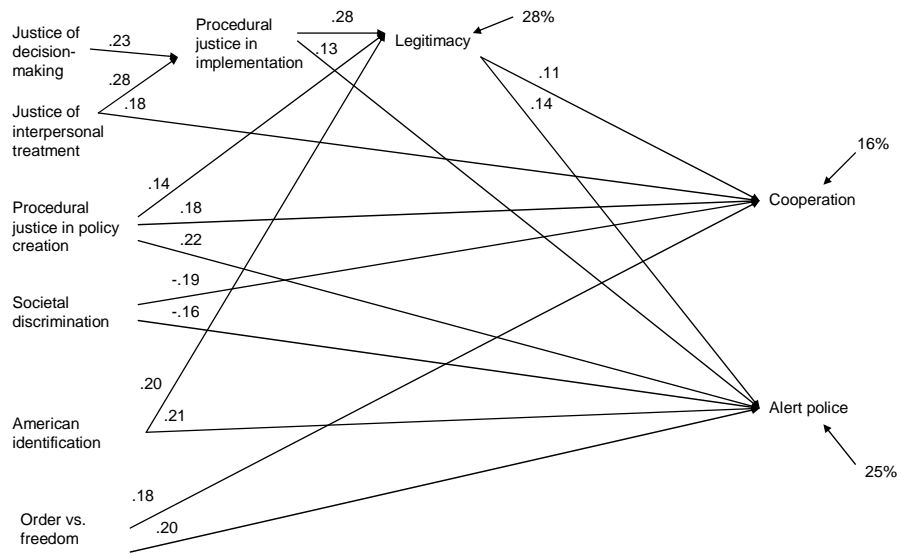 .28
28%
Procedural
justice in
implementation
Legitimacy
Justice of
decision-
making
.23
.13
.28
.11
.14
.18
Justice of
interpersonal
treatment
16%
.14
Procedural
justice in policy
creation
.18
Cooperation
.22
-.19
Societal
discrimination
-.16
.20
.21
American
identification
Alert police
25%
.18
Order vs.
freedom
.20